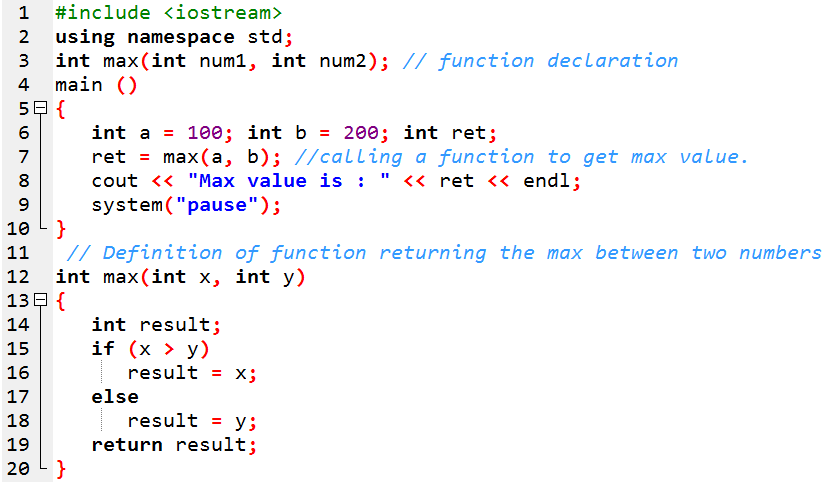 1 #include <iostream>
2 using namespace std;
3 int max(int num1, int num2); // function declaration
4 main ()
5 {
6 int a = 100; int b = 200; int ret;
7 ret = max(a, b); //calling a function to get max value.
8 cout << "Max value is : " << ret << endl;
9 system("pause");
10 }
11 // Definition of function returning the max between two numbers
12 int max(int x, int y)
13 {
14 int result;
15 if (x > y)
16 result = x;
17 else
18 result = y;
19 return result;
20 }